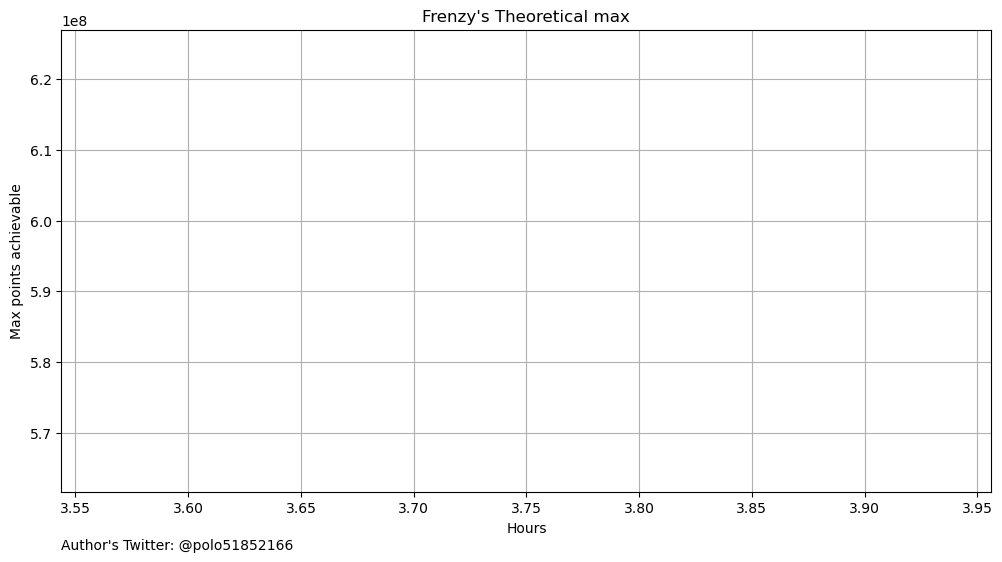 Frenzy's Theoretical max
1e8
6.2
6.1
6.0
5.9
5.8
5.7
Max points achievable
3.55 3.60 3.65 3.70 3.75 3.80 3.85 3.90 3.95
Hours
Author's Twitter: @polo51852166